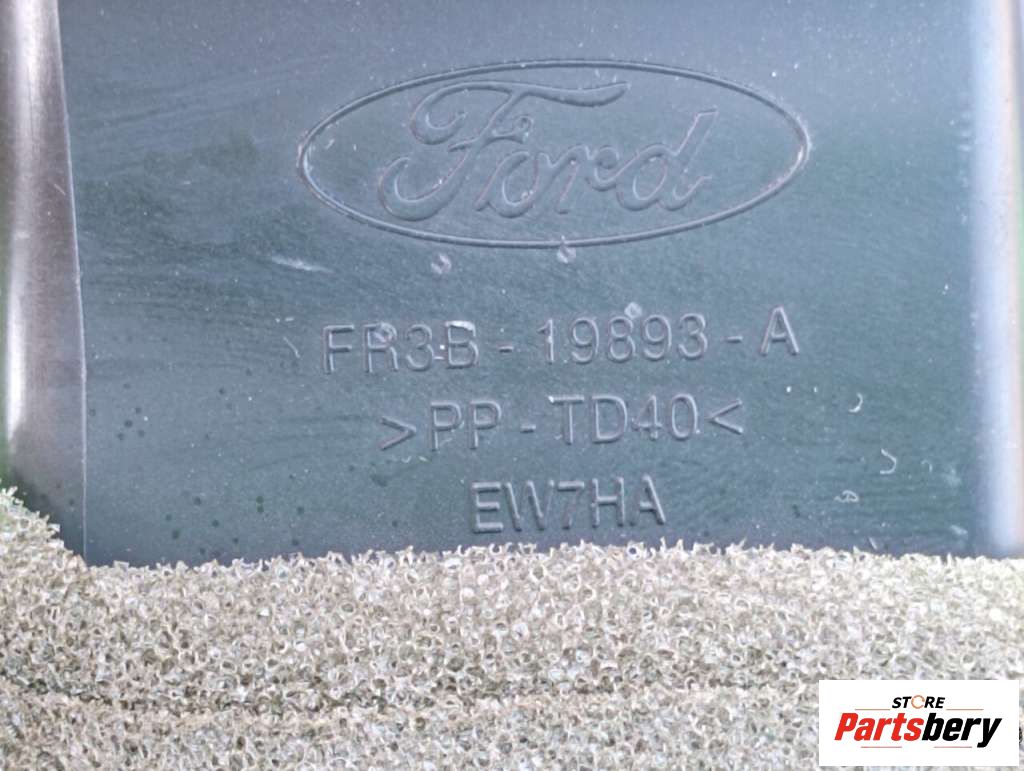 Ford
FR3B - 19893 - A
>PP - TD40<
EW7HA
STORE
Partsbery